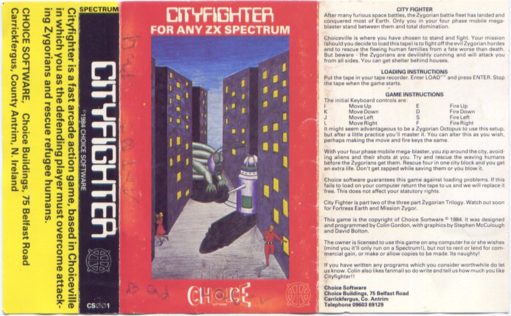 Cityfighter is a fast arcade action game, based in Choiceville
in which you as the defending player must overcome attack-
ing Zygorians and rescue refugee humans.
CHOICE SOFTWARE, Choice Buildings, 75 Belfast Road
Carrickfergus, County Antrim, N. Ireland
SPECTRUM
CITYFIGHTER
1984 CHOICE SOFTWARE
CS001
CITYFIGHTER
FOR ANY ZX SPECTRUM
CHOICE
CITY FIGHTER
After many furious space battles, the Zygorian battle fleet has landed and
conquered most of Earth. Only you in your four phase mobile mega-
blaster stand between them and total domination.
Choiceville is where you have chosen to stand and fight. Your mission
(should you decide to load this tape) is to fight off the evil Zygorian hordes
and to rescue the fleeing human families from a fate worse than death.
But beware - the Zygorians are devilishly cunning and will attack you
from all sides. You can get shelter behind houses.
LOADING INSTRUCTIONS
Put the tape in your tape recorder. Enter LOAD"" and press ENTER. Stop
the tape when the game starts.
GAME INSTRUCTIONS
The initial Keyboard controls are:
I Move Up E Fire Up
K Move Down D Fire Down
J Move Left S Fire Left
L Move Right F Fire Right
It might seem advantageous to be a Zygorian Octopus to use this setup,
but after a little practice you'll master it. You can alter this as you wish,
perhaps making the move and fire keys the same.
With your four phase mobile mega-blaster, you zip around the city, avoid-
ing aliens and their shots at you. Try and rescue the waving humans
before the Zygorians get them. Rescue four in one city block and you get
an extra life. Don't get zapped while saving them or you blow it.
Choice software guarantees this game against loading problems. If this
fails to load on your computer return the tape to us and we will replace it
free. This does not affect your statutory rights.
City Fighter is part two of the three part Zygorian Trilogy. Watch out soon
for Fortress Earth and Mission Zygor.
This game is the copyright of Choice Software © 1984. It was designed
and programmed by Colin Gordon, with graphics by Stephen McCullough
and David Bolton.
The owner is licensed to use this game on any computer he or she wishes
(mind you it'll only run on a Spectrum!), but not to rent or lend for com-
mercial gain, or make or allow copies to be made. Its naughty!
If you have written any programs which you consider worthwhile do let
us know. Colin also likes fanmail so do write and tell us how much you like
Cityfighter!!
Choice Software
Choice Buildings, 75 Belfast Road
Carrickfergus, Co. Antrim
Telephone 09603 69129